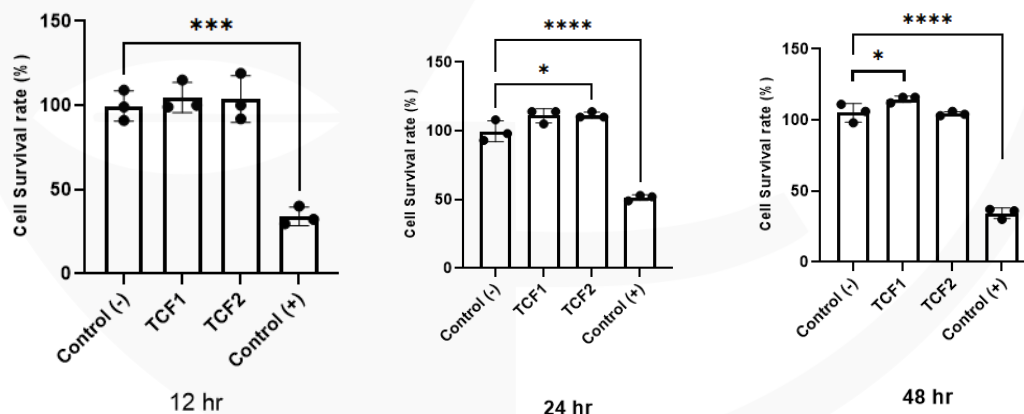 ***
150
100
50
0
Cell Survival rate (%)
Control (-)
TCF1
TCF2
Control (+)
12 hr
****
*
150
100
50
0
Cell Survival rate (%)
Control (-)
TCF1
TCF2
Control (+)
24 hr
****
*
150
100
50
0
Cell Survival rate (%)
Control (-)
TCF1
TCF2
Control (+)
48 hr